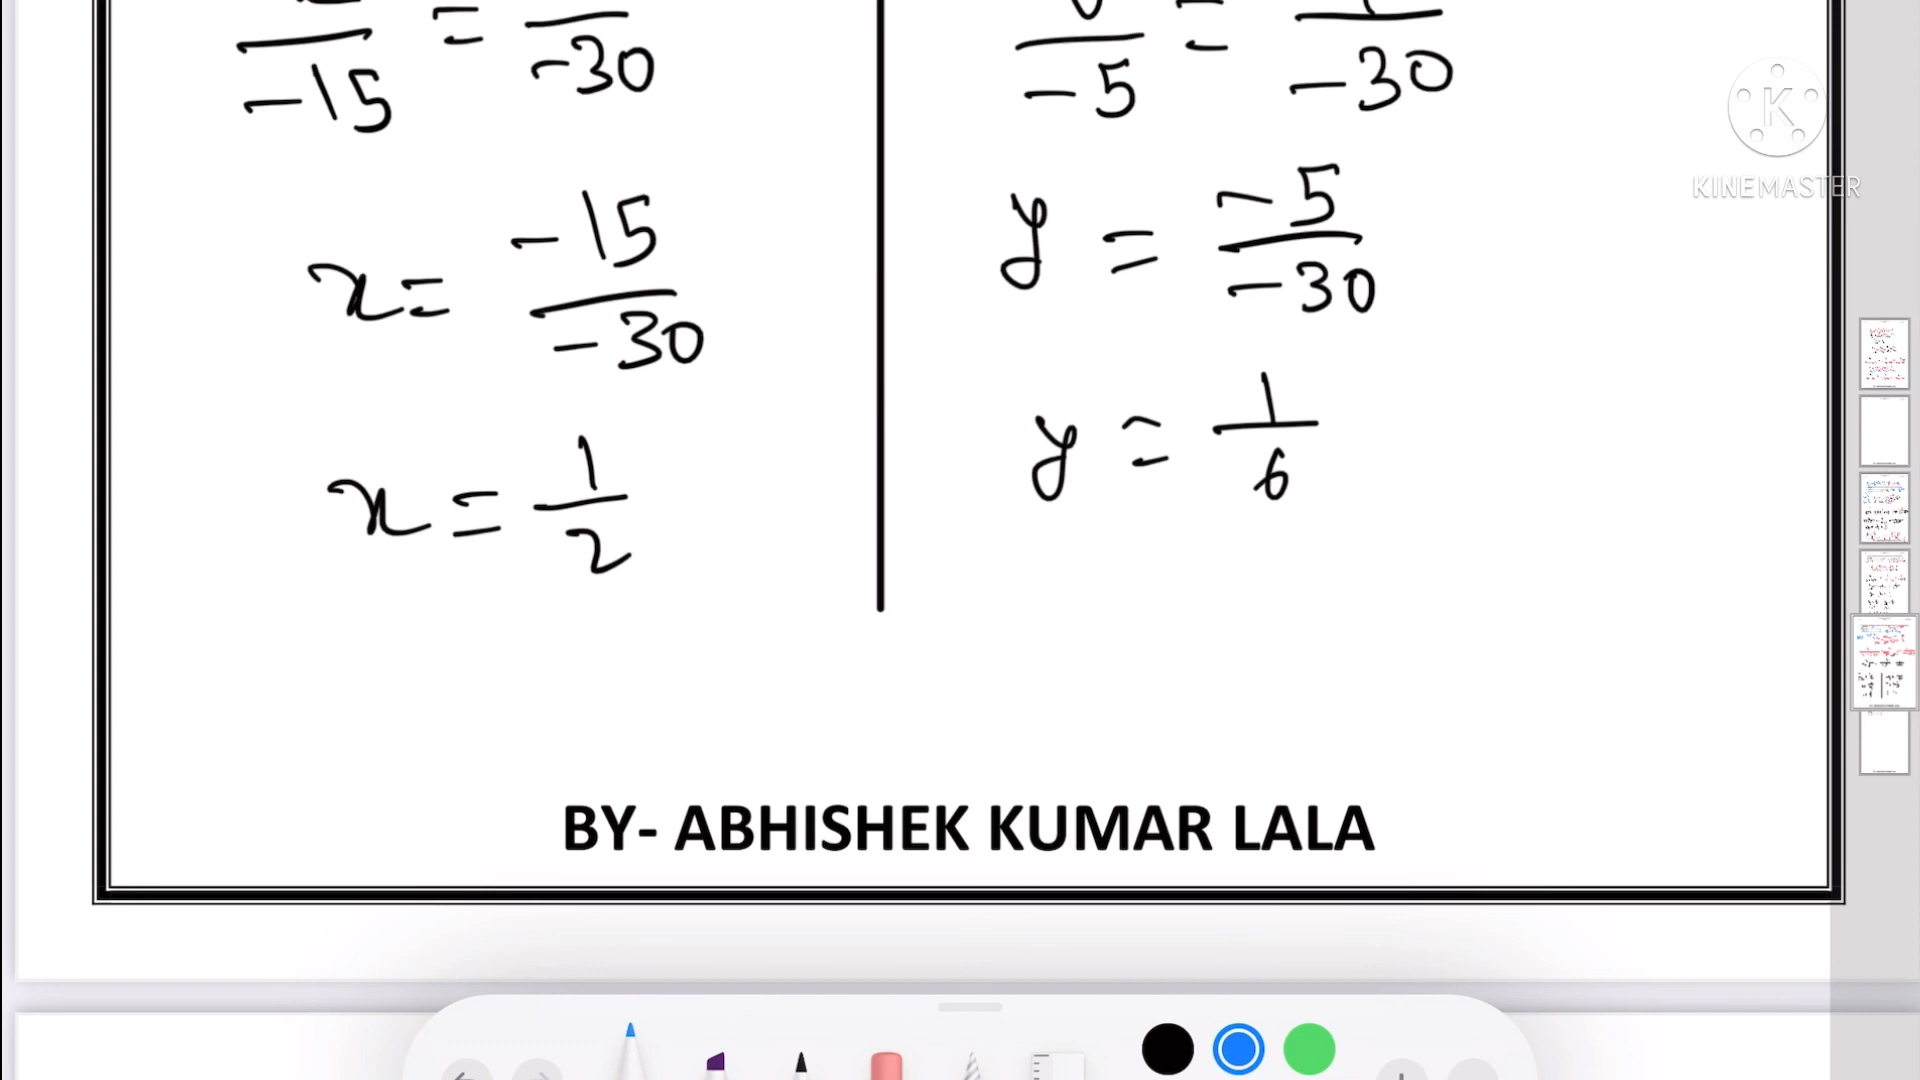 —/-15 = —/-30
x = -15/-30
x = 1/2
—/-5 = —/-30
y = -5/-30
y = 1/6
K
KINEMASTER
BY- ABHISHEK KUMAR LALA